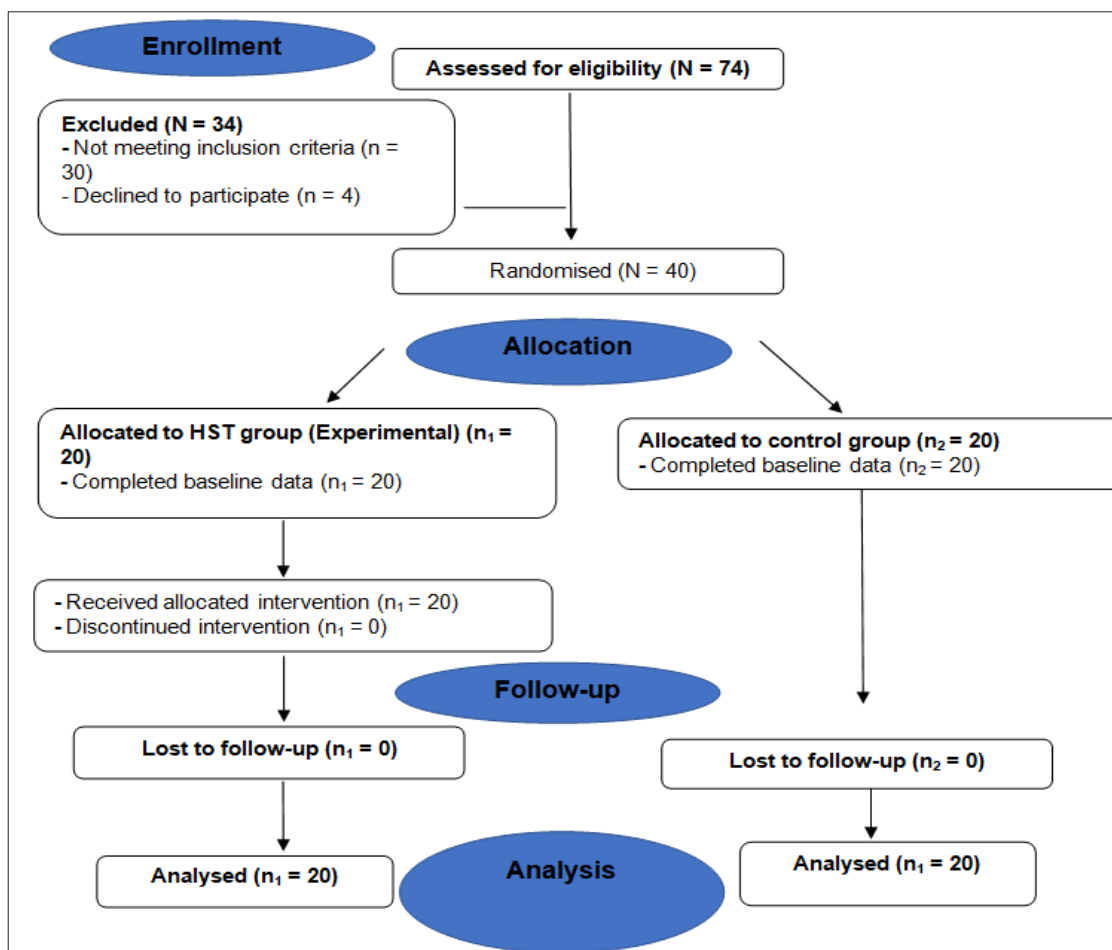 Enrollment
Assessed for eligibility (N = 74)
Excluded (N = 34)
- Not meeting inclusion criteria (n =
30)
- Declined to participate (n = 4)
Randomised (N = 40)
Allocation
Allocated to HST group (Experimental) (n₁ =
20)
- Completed baseline data (n₁ = 20)
Allocated to control group (n₂ = 20)
- Completed baseline data (n₂ = 20)
- Received allocated intervention (n₁ = 20)
- Discontinued intervention (n₁ = 0)
Follow-up
Lost to follow-up (n₁ = 0)
Lost to follow-up (n₂ = 0)
Analysed (n₁ = 20)
Analysis
Analysed (n₁ = 20)